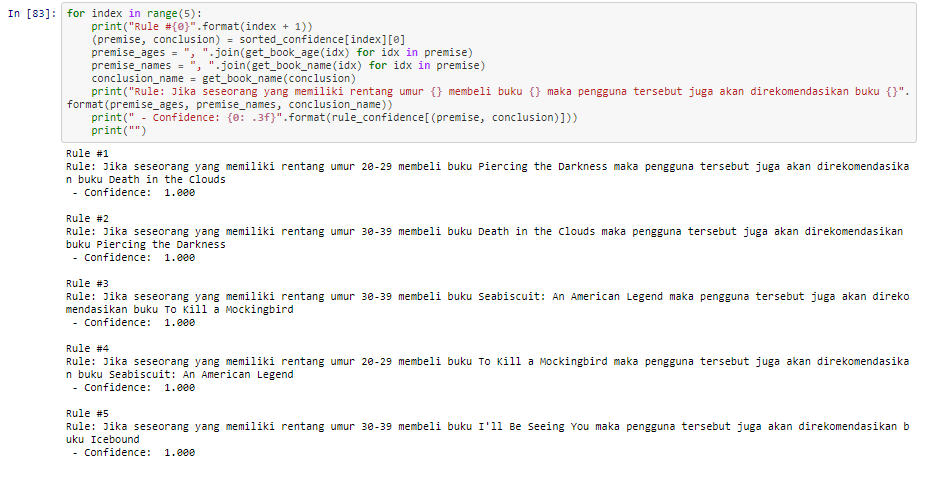 In [83]: for index in range(5):
    print("Rule #{0}".format(index + 1))
    (premise, conclusion) = sorted_confidence[index][0]
    premise_ages = ", ".join(get_book_age(idx) for idx in premise)
    premise_names = ", ".join(get_book_name(idx) for idx in premise)
    conclusion_name = get_book_name(conclusion)
    print("Rule: Jika seseorang yang memiliki rentang umur {} membeli buku {} maka pengguna tersebut juga akan direkomendasikan buku {}".
format(premise_ages, premise_names, conclusion_name))
    print(" - Confidence: {0: .3f}".format(rule_confidence[(premise, conclusion)]))
    print("")
Rule #1
Rule: Jika seseorang yang memiliki rentang umur 20-29 membeli buku Piercing the Darkness maka pengguna tersebut juga akan direkomendasika
n buku Death in the Clouds
 - Confidence:  1.000
Rule #2
Rule: Jika seseorang yang memiliki rentang umur 30-39 membeli buku Death in the Clouds maka pengguna tersebut juga akan direkomendasikan
buku Piercing the Darkness
 - Confidence:  1.000
Rule #3
Rule: Jika seseorang yang memiliki rentang umur 30-39 membeli buku Seabiscuit: An American Legend maka pengguna tersebut juga akan direko
mendasikan buku To Kill a Mockingbird
 - Confidence:  1.000
Rule #4
Rule: Jika seseorang yang memiliki rentang umur 20-29 membeli buku To Kill a Mockingbird maka pengguna tersebut juga akan direkomendasika
n buku Seabiscuit: An American Legend
 - Confidence:  1.000
Rule #5
Rule: Jika seseorang yang memiliki rentang umur 30-39 membeli buku I'll Be Seeing You maka pengguna tersebut juga akan direkomendasikan b
uku Icebound
 - Confidence:  1.000